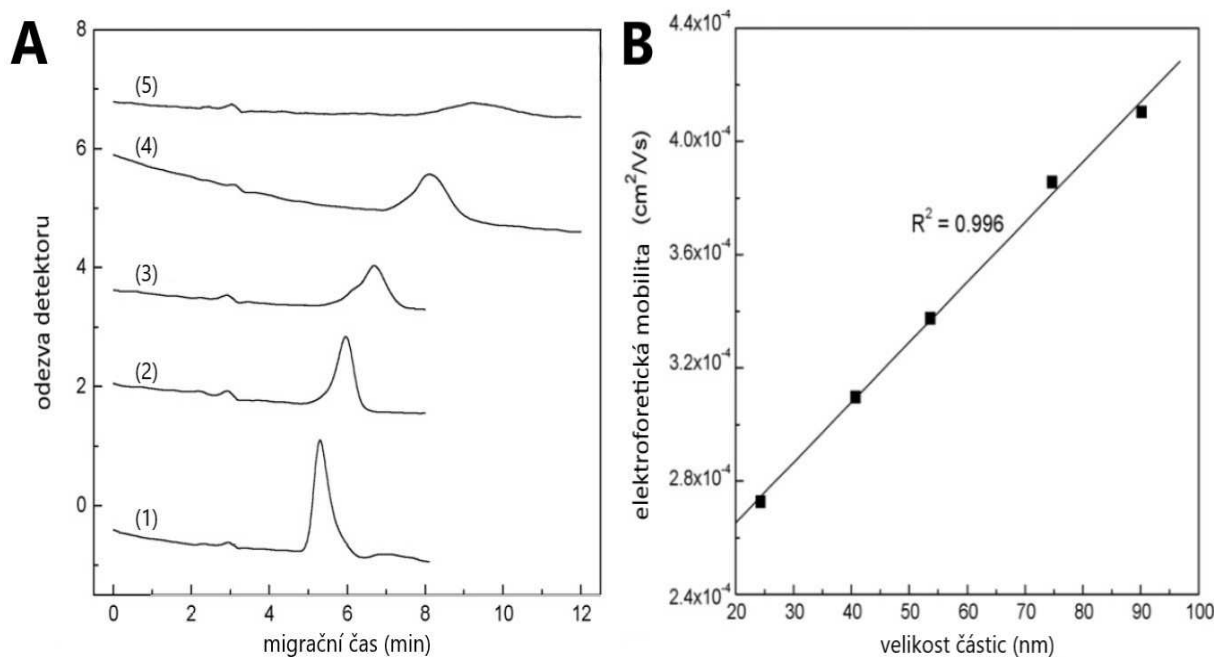 A
8
6
4
2
0
(5)
(4)
(3)
(2)
(1)
odezva detektoru
0 2 4 6 8 10 12
migrační čas (min)
B
4.4x10-4
4.0x10-4
3.6x10-4
3.2x10-4
2.8x10-4
2.4x10-4
elektroforetická mobilita (cm²/Vs)
R² = 0.996
20 30 40 50 60 70 80 90 100
velikost částic (nm)